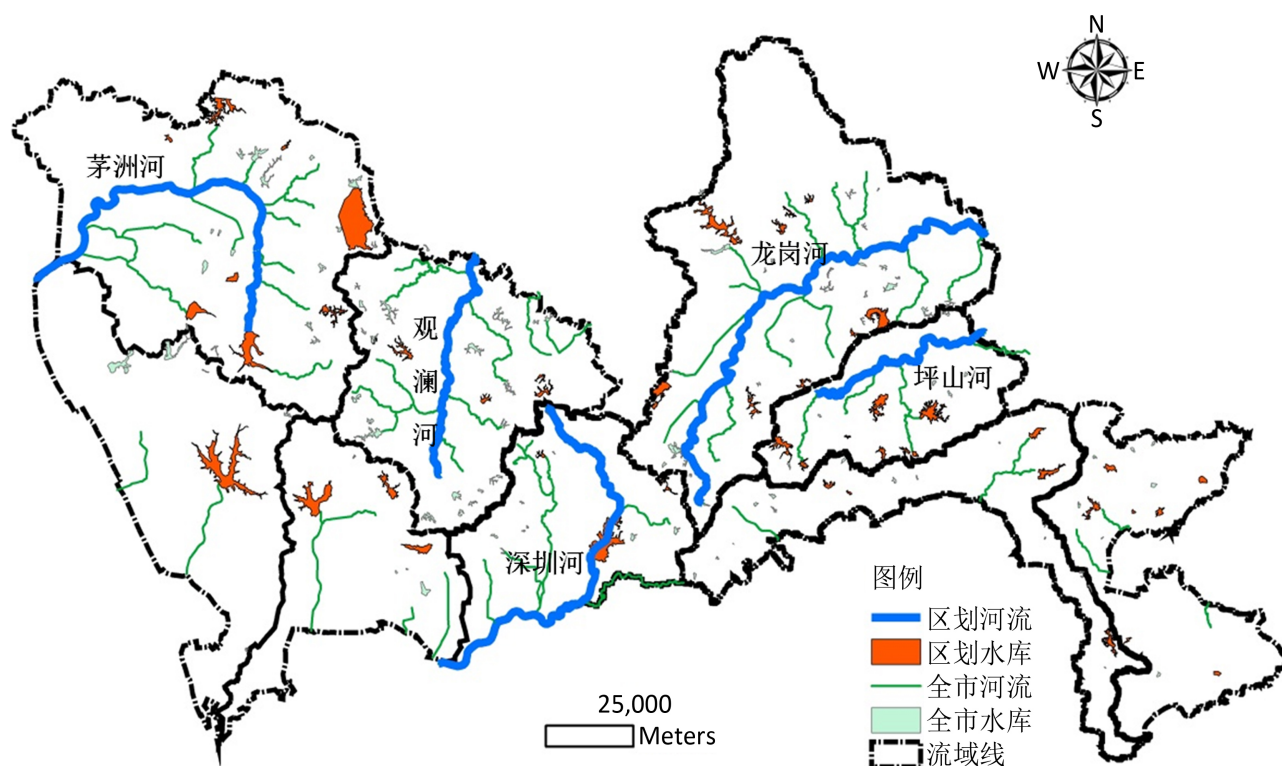 N
W E
S
茅洲河
龙岗河
观
澜
河
坪山河
深圳河
图例
区划河流
区划水库
全市河流
全市水库
流域线
25,000
Meters